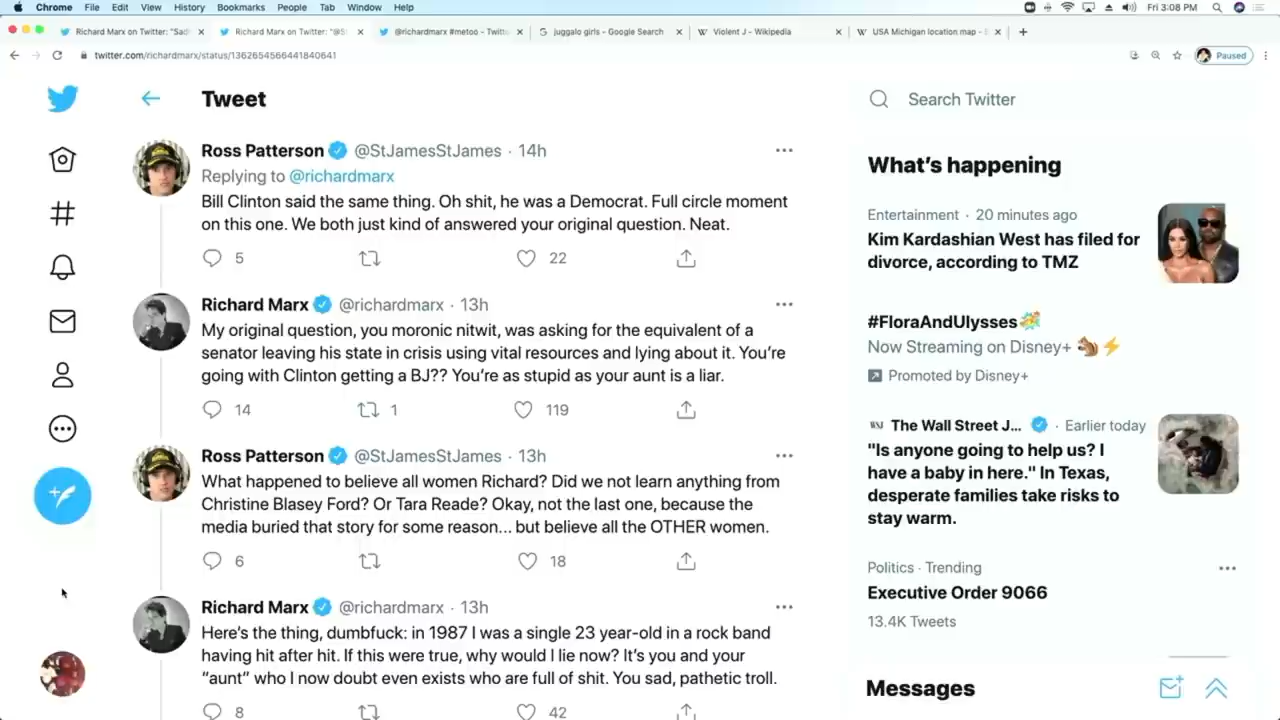 Chrome File Edit View History Bookmarks People Tab Window Help
Fri 3:08 PM
Richard Marx on Twitter: "Sad
Richard Marx on Twitter: "@S
@richardmarx #metoo - Twitt
juggalo girls - Google Search
Violent J - Wikipedia
USA Michigan location map -
twitter.com/richardmarx/status/1362654566441840641
Paused
Tweet
Ross Patterson @StJamesStJames · 14h
Replying to @richardmarx
Bill Clinton said the same thing. Oh shit, he was a Democrat. Full circle moment
on this one. We both just kind of answered your original question. Neat.
5 22
Richard Marx @richardmarx · 13h
My original question, you moronic nitwit, was asking for the equivalent of a
senator leaving his state in crisis using vital resources and lying about it. You're
going with Clinton getting a BJ?? You're as stupid as your aunt is a liar.
14 1 119
Ross Patterson @StJamesStJames · 13h
What happened to believe all women Richard? Did we not learn anything from
Christine Blasey Ford? Or Tara Reade? Okay, not the last one, because the
media buried that story for some reason... but believe all the OTHER women.
6 18
Richard Marx @richardmarx · 13h
Here's the thing, dumbfuck: in 1987 I was a single 23 year-old in a rock band
having hit after hit. If this were true, why would I lie now? It's you and your
"aunt" who I now doubt even exists who are full of shit. You sad, pathetic troll.
8 42
Search Twitter
What's happening
Entertainment · 20 minutes ago
Kim Kardashian West has filed for
divorce, according to TMZ
#FloraAndUlysses
Now Streaming on Disney+
Promoted by Disney+
WSJ The Wall Street J... · Earlier today
"Is anyone going to help us? I
have a baby in here." In Texas,
desperate families take risks to
stay warm.
Politics · Trending
Executive Order 9066
13.4K Tweets
Messages